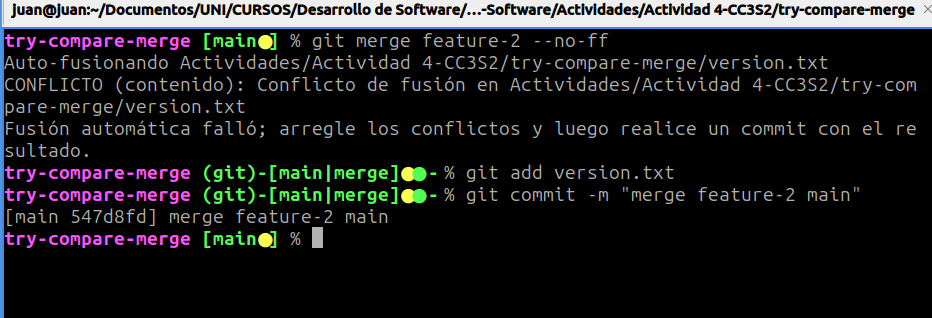 juan@juan:~/Documentos/UNI/CURSOS/Desarrollo de Software/…-Software/Actividades/Actividad 4-CC3S2/try-compare-merge
try-compare-merge [main●] % git merge feature-2 --no-ff
Auto-fusionando Actividades/Actividad 4-CC3S2/try-compare-merge/version.txt
CONFLICTO (contenido): Conflicto de fusión en Actividades/Actividad 4-CC3S2/try-com
pare-merge/version.txt
Fusión automática falló; arregle los conflictos y luego realice un commit con el re
sultado.
try-compare-merge (git)-[main|merge]●●-% git add version.txt
try-compare-merge (git)-[main|merge]●●-% git commit -m "merge feature-2 main"
[main 547d8fd] merge feature-2 main
try-compare-merge [main●] %